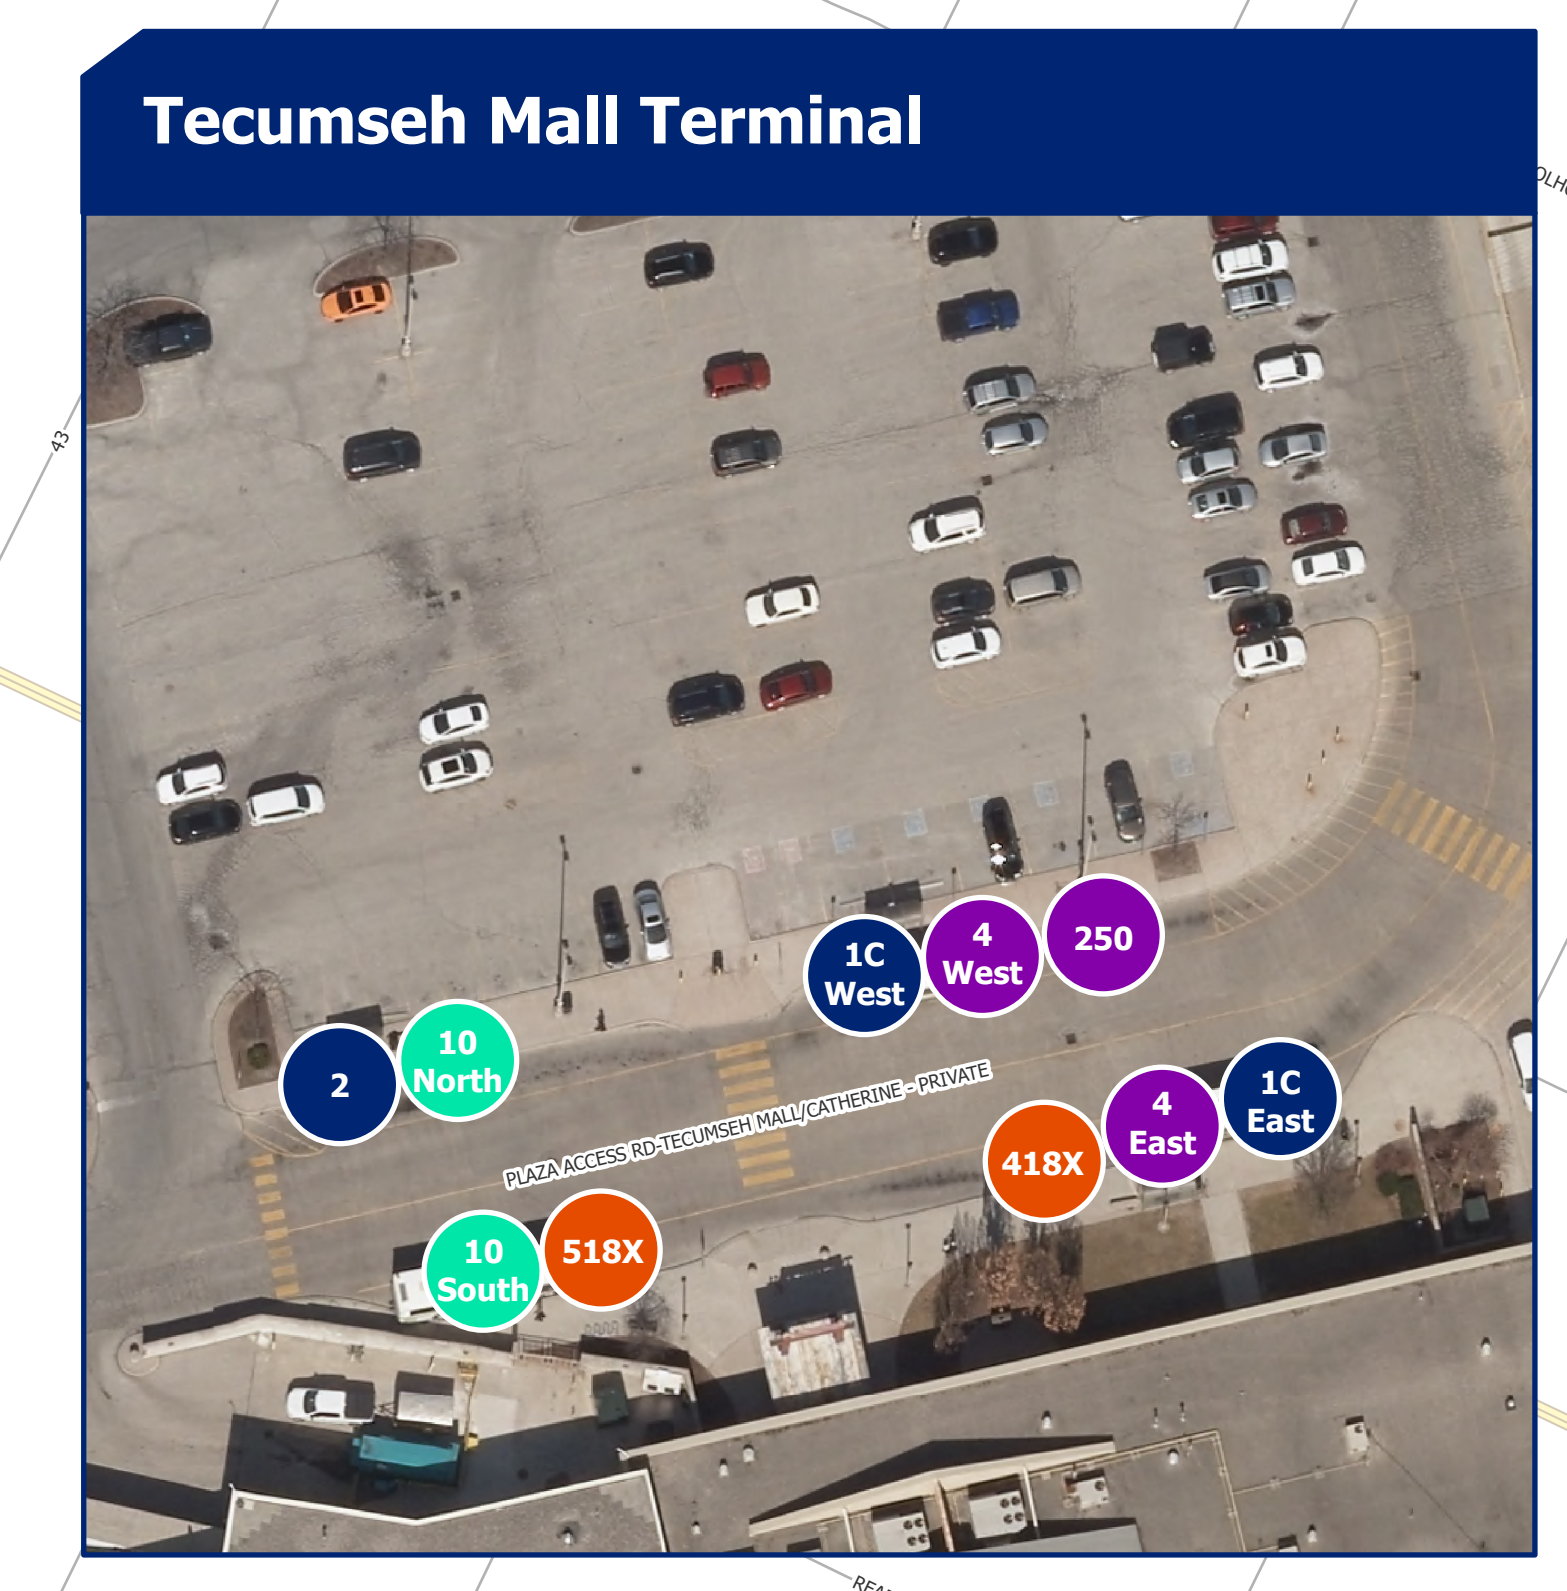 Tecumseh Mall Terminal
43
1C
West
4
West
250
2
10
North
PLAZA ACCESS RD-TECUMSEH MALL/CATHERINE - PRIVATE
418X
4
East
1C
East
10
South
518X